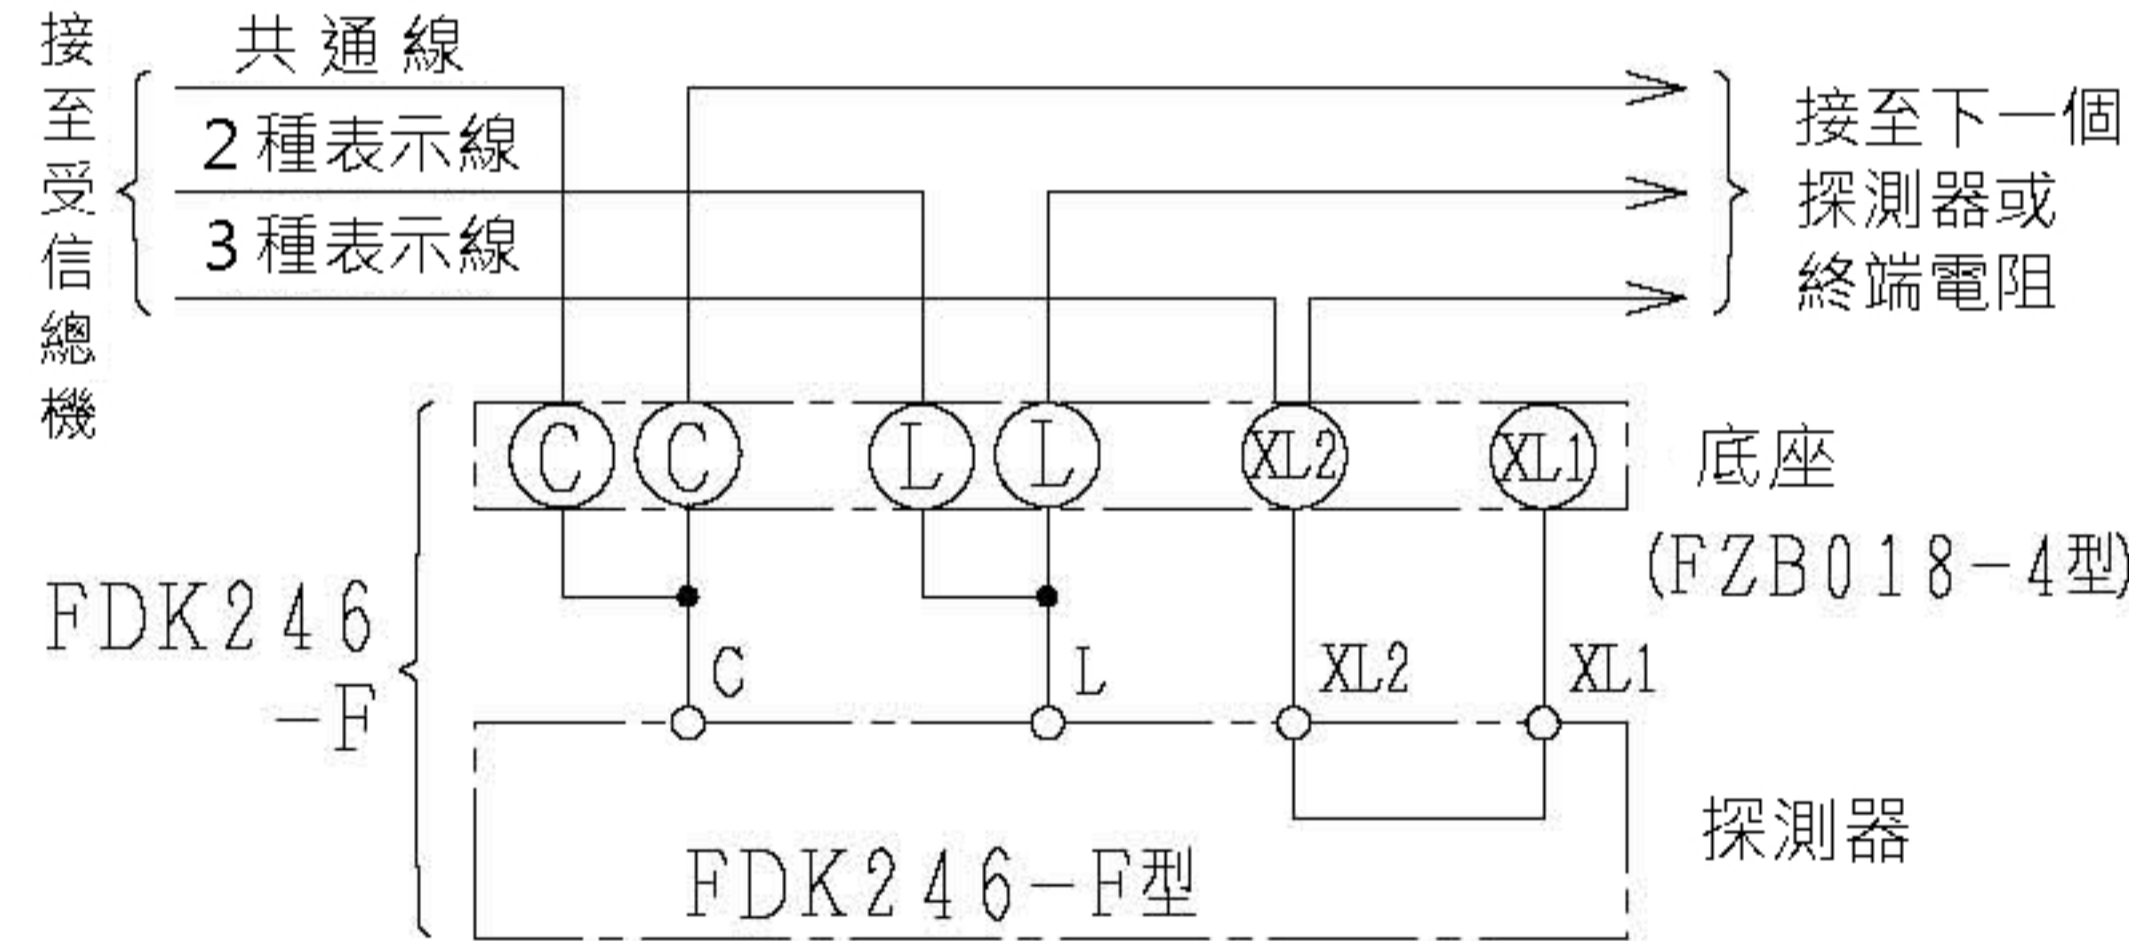 接至受信總機
共通線
2種表示線
3種表示線
接至下一個
探測器或
終端電阻
C C L L XL2 XL1
底座
(FZB018-4型)
FDK246
-F
C L XL2 XL1
FDK246-F型
探測器